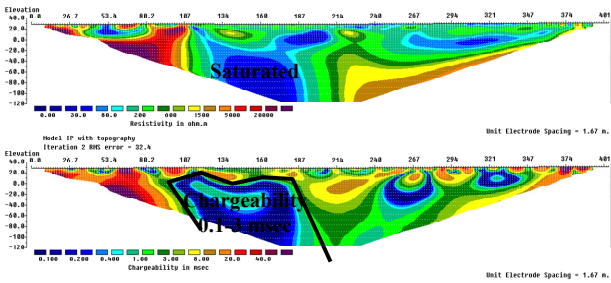 Elevation
0.0 26.7 53.4 80.2 107 134 160 187 214 240 267 294 321 347 374 401
40.0
20.0
0.0
-20.0
-40.0
-60.0
-80.0
-100
-120
Saturated
0.00 30.0 80.0 200 600 1500 5000 20000
Resistivity in ohm.m
Unit Electrode Spacing = 1.67 m.
Model IP with topography
Iteration 2 RMS error = 32.4
Elevation
0.0 26.7 53.4 80.2 107 134 160 187 214 240 267 294 321 347 374 401
40.0
20.0
0.0
-20.0
-40.0
-60.0
-80.0
-100
-120
Chargeability
0.1-3 msec
0.100 0.200 0.400 1.00 3.00 8.00 20.0 40.0
Chargeability in msec
Unit Electrode Spacing = 1.67 m.